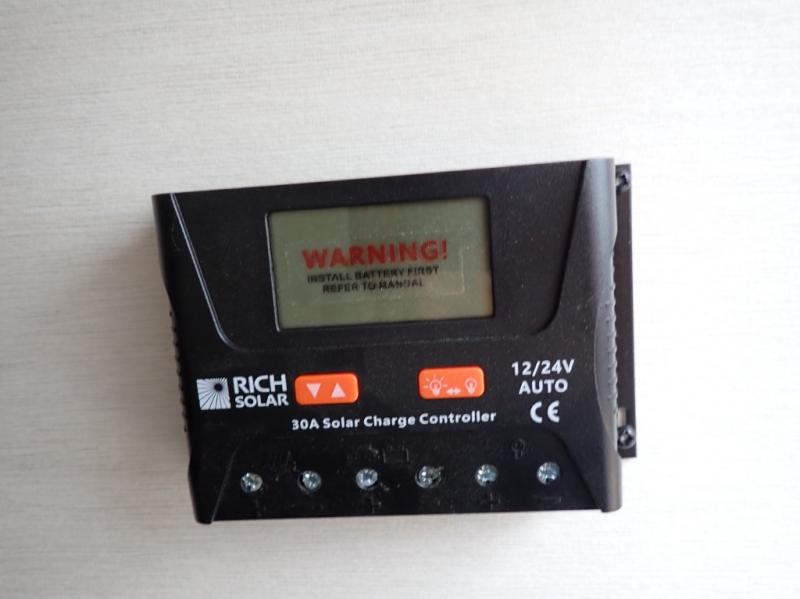 WARNING!
INSTALL BATTERY FIRST
REFER TO MANUAL
RICH
SOLAR
12/24V
AUTO
CE
30A Solar Charge Controller